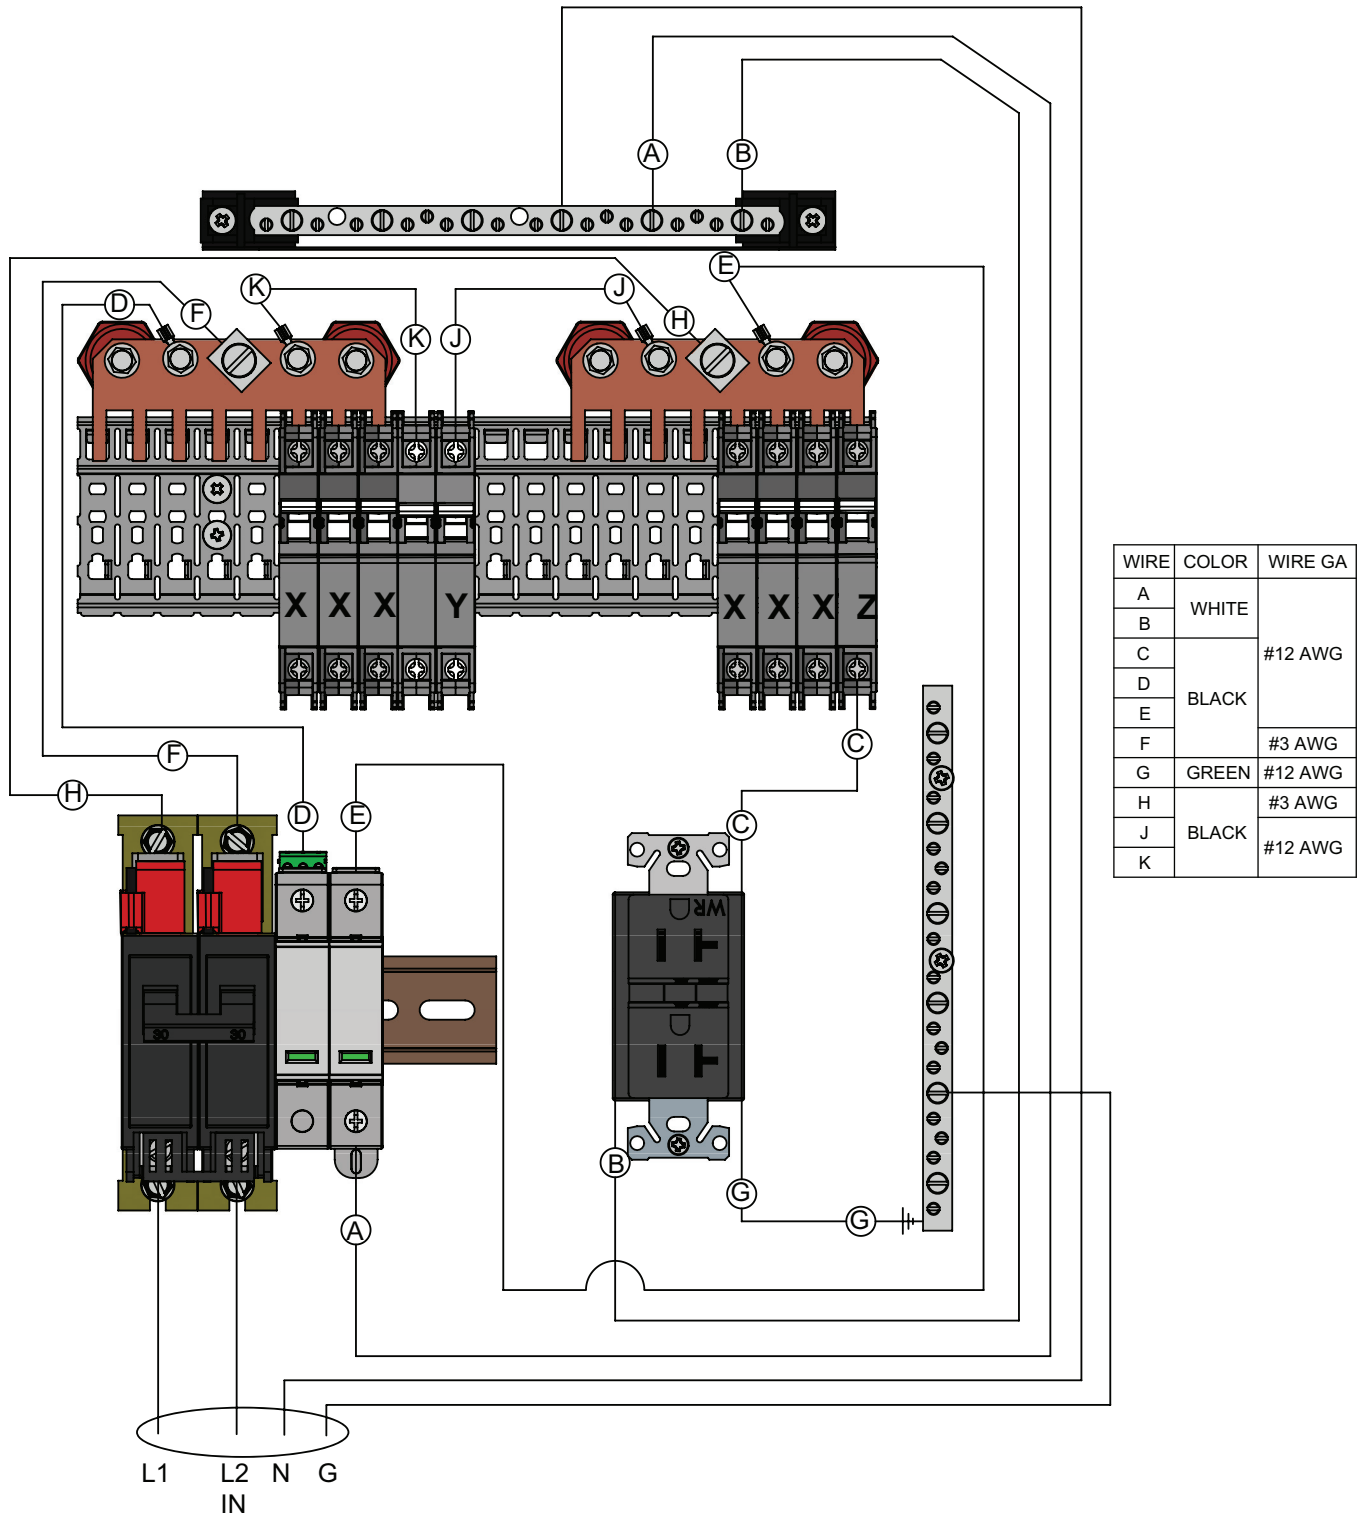 A B
E
K J
D F H
K J
X X X Y X X X Z
WIRE COLOR WIRE GA
A WHITE #12 AWG
B
C BLACK
D
E
F #3 AWG
G GREEN #12 AWG
H BLACK #3 AWG
J #12 AWG
K
C
F
H
D E C
WR
30 30
B
G
G
A
L1 L2 N G
IN